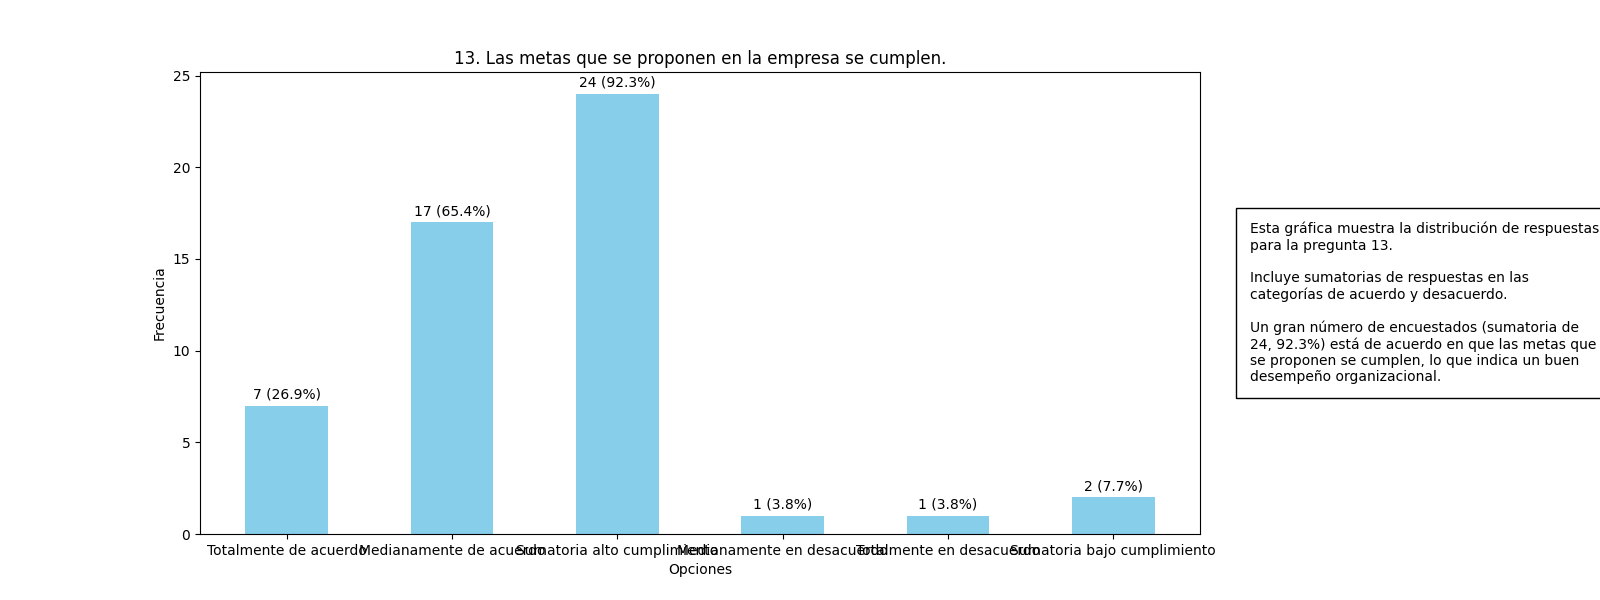 13. Las metas que se proponen en la empresa se cumplen.
25
20
15
10
5
0
Frecuencia
7 (26.9%)
17 (65.4%)
24 (92.3%)
1 (3.8%)
1 (3.8%)
2 (7.7%)
Totalmente de acuerdo
Medianamente de acuerdo
Sumatoria alto cumplimiento
Medianamente en desacuerdo
Totalmente en desacuerdo
Sumatoria bajo cumplimiento
Opciones
Esta gráfica muestra la distribución de respuestas
para la pregunta 13.
Incluye sumatorias de respuestas en las
categorías de acuerdo y desacuerdo.
Un gran número de encuestados (sumatoria de
24, 92.3%) está de acuerdo en que las metas que
se proponen se cumplen, lo que indica un buen
desempeño organizacional.